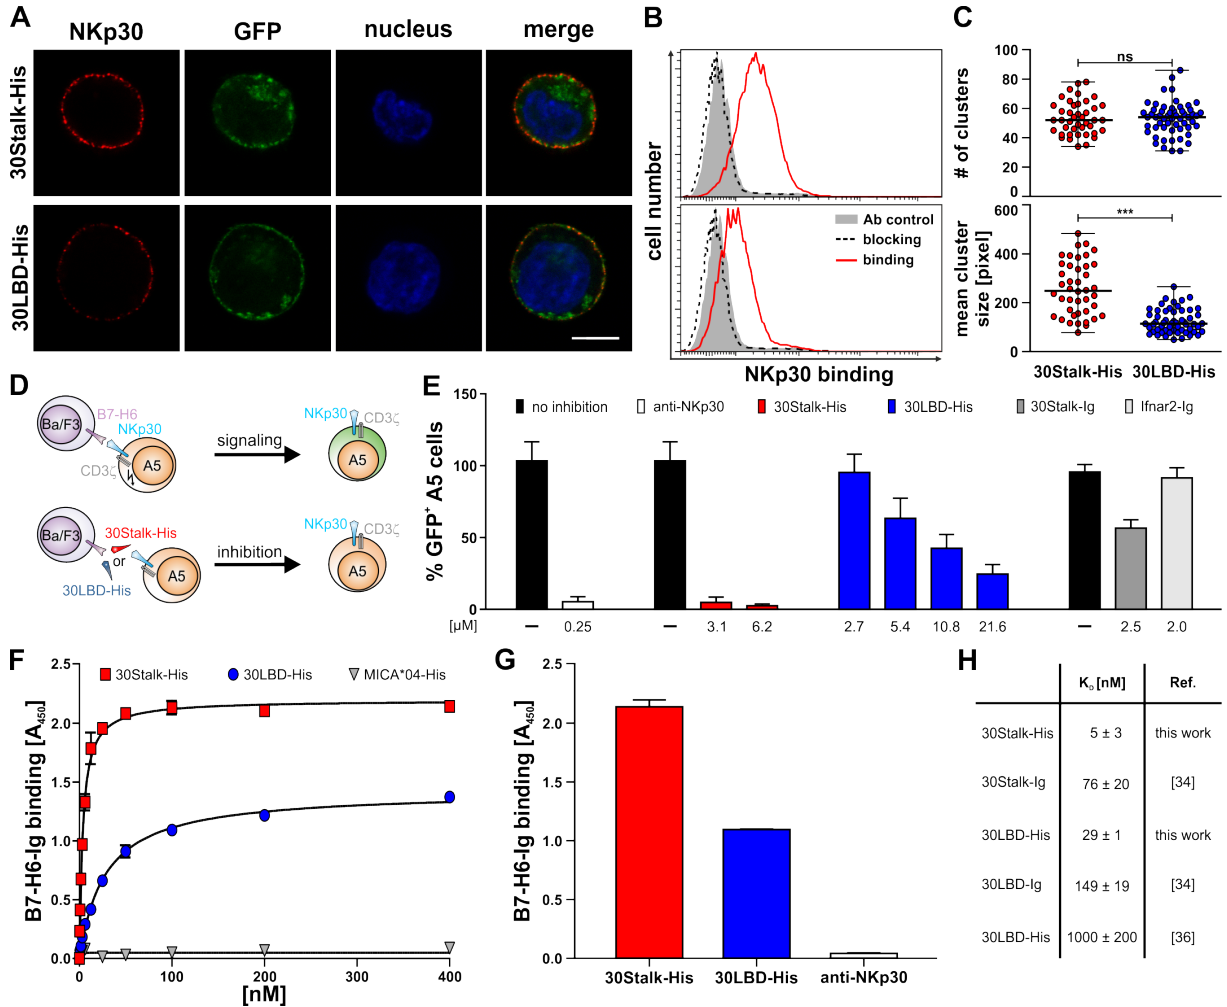 A
NKp30
GFP
nucleus
merge
30Stalk-His
30LBD-His
B
cell number
Ab control
blocking
binding
NKp30 binding
C
# of clusters
100
80
60
40
20
0
ns
mean cluster
size [pixel]
600
400
200
0
***
30Stalk-His
30LBD-His
D
Ba/F3
B7-H6
NKp30
CD3ζ
A5
signaling
NKp30
CD3ζ
A5
Ba/F3
30Stalk-His
or
30LBD-His
A5
inhibition
NKp30
CD3ζ
A5
E
% GFP+ A5 cells
150
100
50
0
no inhibition
anti-NKp30
30Stalk-His
30LBD-His
30Stalk-Ig
Ifnar2-Ig
[µM]
–
0.25
–
3.1
6.2
2.7
5.4
10.8
21.6
–
2.5
2.0
F
B7-H6-Ig binding [A450]
2.5
2.0
1.5
1.0
0.5
0.0
30Stalk-His
30LBD-His
MICA*04-His
0
100
200
300
400
[nM]
G
B7-H6-Ig binding [A450]
2.5
2.0
1.5
1.0
0.5
0.0
30Stalk-His
30LBD-His
anti-NKp30
H
KD [nM]
Ref.
30Stalk-His
5 ± 3
this work
30Stalk-Ig
76 ± 20
[34]
30LBD-His
29 ± 1
this work
30LBD-Ig
149 ± 19
[34]
30LBD-His
1000 ± 200
[36]